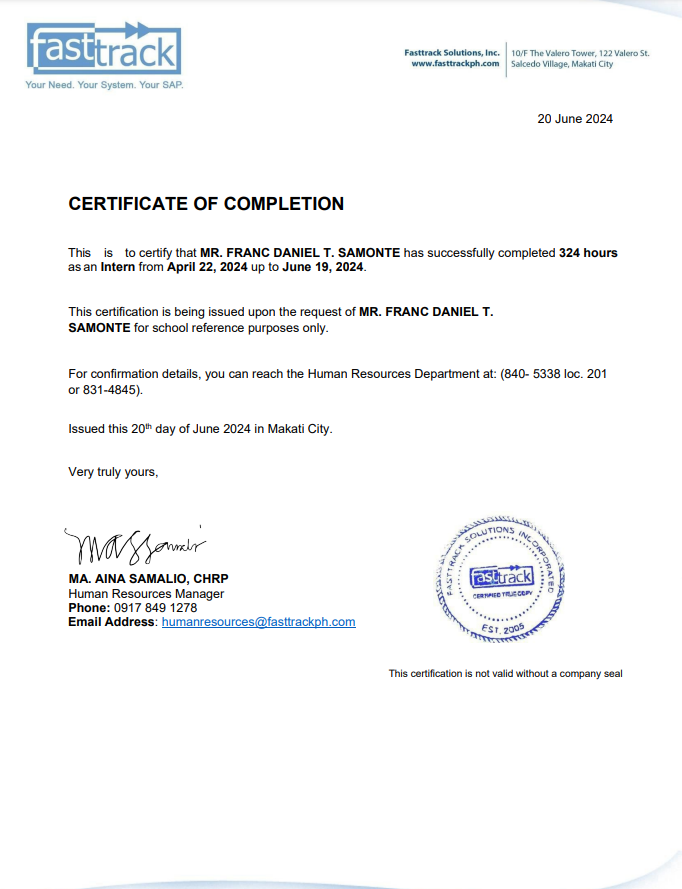 fasttrack
Your Need. Your System. Your SAP.
Fasttrack Solutions, Inc.
www.fasttrackph.com
10/F The Valero Tower, 122 Valero St.
Salcedo Village, Makati City
20 June 2024
CERTIFICATE OF COMPLETION
This is to certify that MR. FRANC DANIEL T. SAMONTE has successfully completed 324 hours
as an Intern from April 22, 2024 up to June 19, 2024.
This certification is being issued upon the request of MR. FRANC DANIEL T.
SAMONTE for school reference purposes only.
For confirmation details, you can reach the Human Resources Department at: (840- 5338 loc. 201
or 831-4845).
Issued this 20th day of June 2024 in Makati City.
Very truly yours,
MA. AINA SAMALIO, CHRP
Human Resources Manager
Phone: 0917 849 1278
Email Address: humanresources@fasttrackph.com
FASTTRACK SOLUTIONS INCORPORATED
fasttrack
CERTIFIED TRUE COPY
EST. 2005
This certification is not valid without a company seal